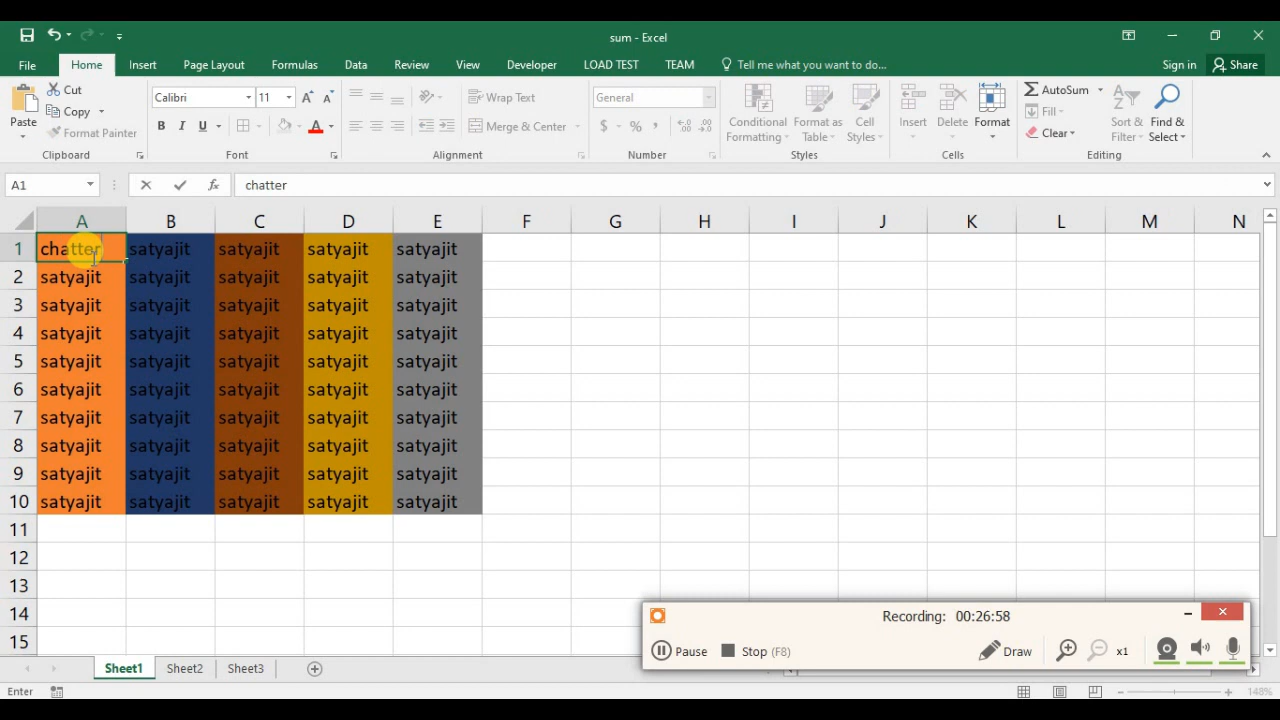 sum - Excel
File Home Insert Page Layout Formulas Data Review View Developer LOAD TEST TEAM Tell me what you want to do... Sign in Share
Cut
Copy
Format Painter
Paste
Clipboard
Calibri 11
B I U
Font
Wrap Text
Merge & Center
Alignment
General
$ % ,
Number
Conditional Formatting
Format as Table
Cell Styles
Styles
Insert Delete Format
Cells
AutoSum
Fill
Clear
Sort & Filter
Find & Select
Editing
A1 fx chatter
A B C D E F G H I J K L M N
1 chatter satyajit satyajit satyajit satyajit
2 satyajit satyajit satyajit satyajit satyajit
3 satyajit satyajit satyajit satyajit satyajit
4 satyajit satyajit satyajit satyajit satyajit
5 satyajit satyajit satyajit satyajit satyajit
6 satyajit satyajit satyajit satyajit satyajit
7 satyajit satyajit satyajit satyajit satyajit
8 satyajit satyajit satyajit satyajit satyajit
9 satyajit satyajit satyajit satyajit satyajit
10 satyajit satyajit satyajit satyajit satyajit
11
12
13
14
15
Recording: 00:26:58
Pause Stop (F8) Draw x1
Sheet1 Sheet2 Sheet3
Enter 148%